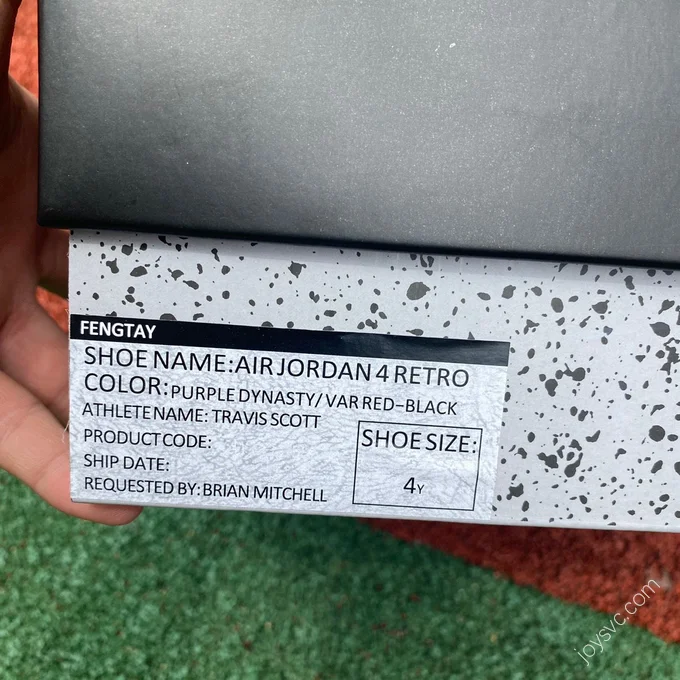 FENGTAY
SHOE NAME:AIR JORDAN 4 RETRO
COLOR:PURPLE DYNASTY/VAR RED-BLACK
ATHLETE NAME: TRAVIS SCOTT
PRODUCT CODE:
SHIP DATE:
REQUESTED BY: BRIAN MITCHELL
SHOE SIZE:
4Y
joysvc.com